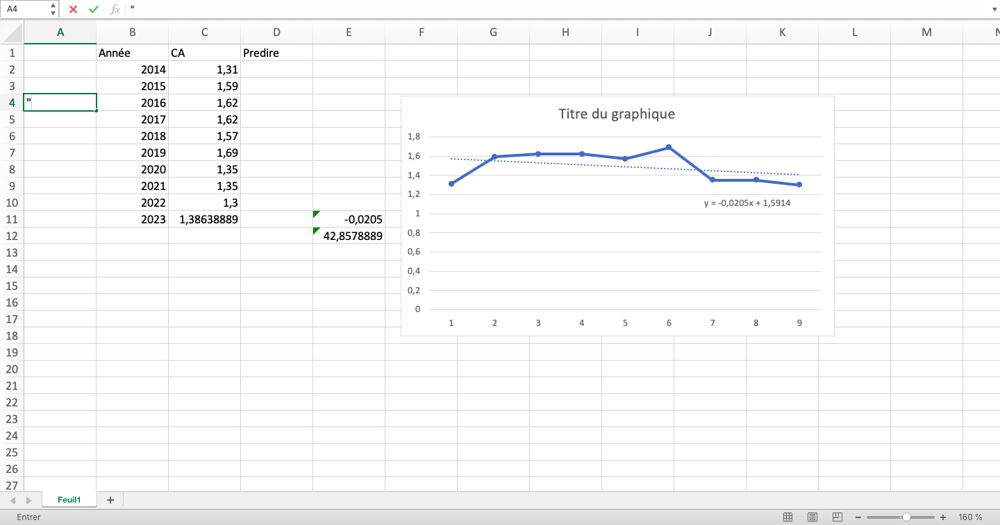 A4 fx "
A B C D E F G H I J K L M N
1 Année CA Predire
2 2014 1,31
3 2015 1,59
4 " 2016 1,62
5 2017 1,62
6 2018 1,57
7 2019 1,69
8 2020 1,35
9 2021 1,35
10 2022 1,3
11 2023 1,38638889 -0,0205
12 42,8578889
13
14
15
16
17
18
19
20
21
22
23
24
25
26
27
Titre du graphique
1,8
1,6
1,4
1,2
1
0,8
0,6
0,4
0,2
0
y = -0,0205x + 1,5914
1 2 3 4 5 6 7 8 9
Feuil1 +
Entrer 160 %